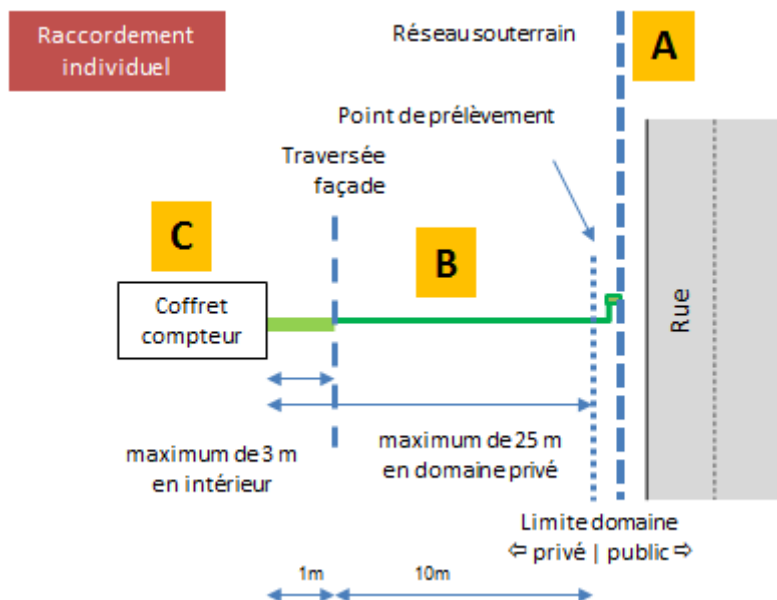 Raccordement
individuel
Réseau souterrain
A
Point de prélèvement
Traversée
façade
C
B
Coffret
compteur
Rue
maximum de 3 m
en intérieur
maximum de 25 m
en domaine privé
Limite domaine
⇦ privé | public ⇨
1m
10m